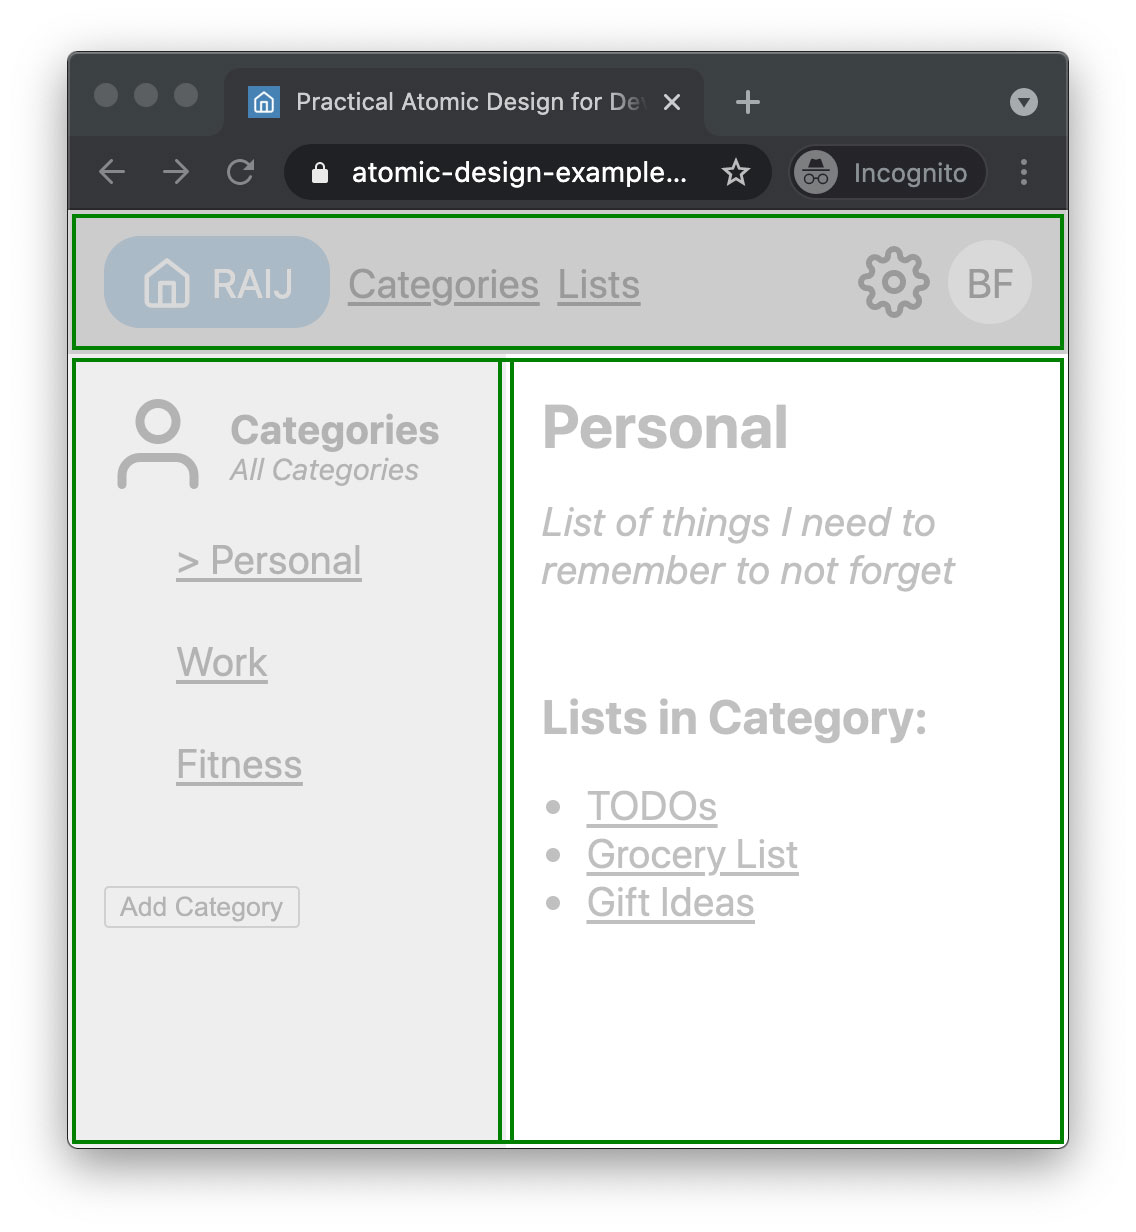 Practical Atomic Design for De
atomic-design-example...
Incognito
RAIJ
Categories
Lists
BF
Categories
All Categories
> Personal
Work
Fitness
Add Category
Personal
List of things I need to
remember to not forget
Lists in Category:
TODOs
Grocery List
Gift Ideas